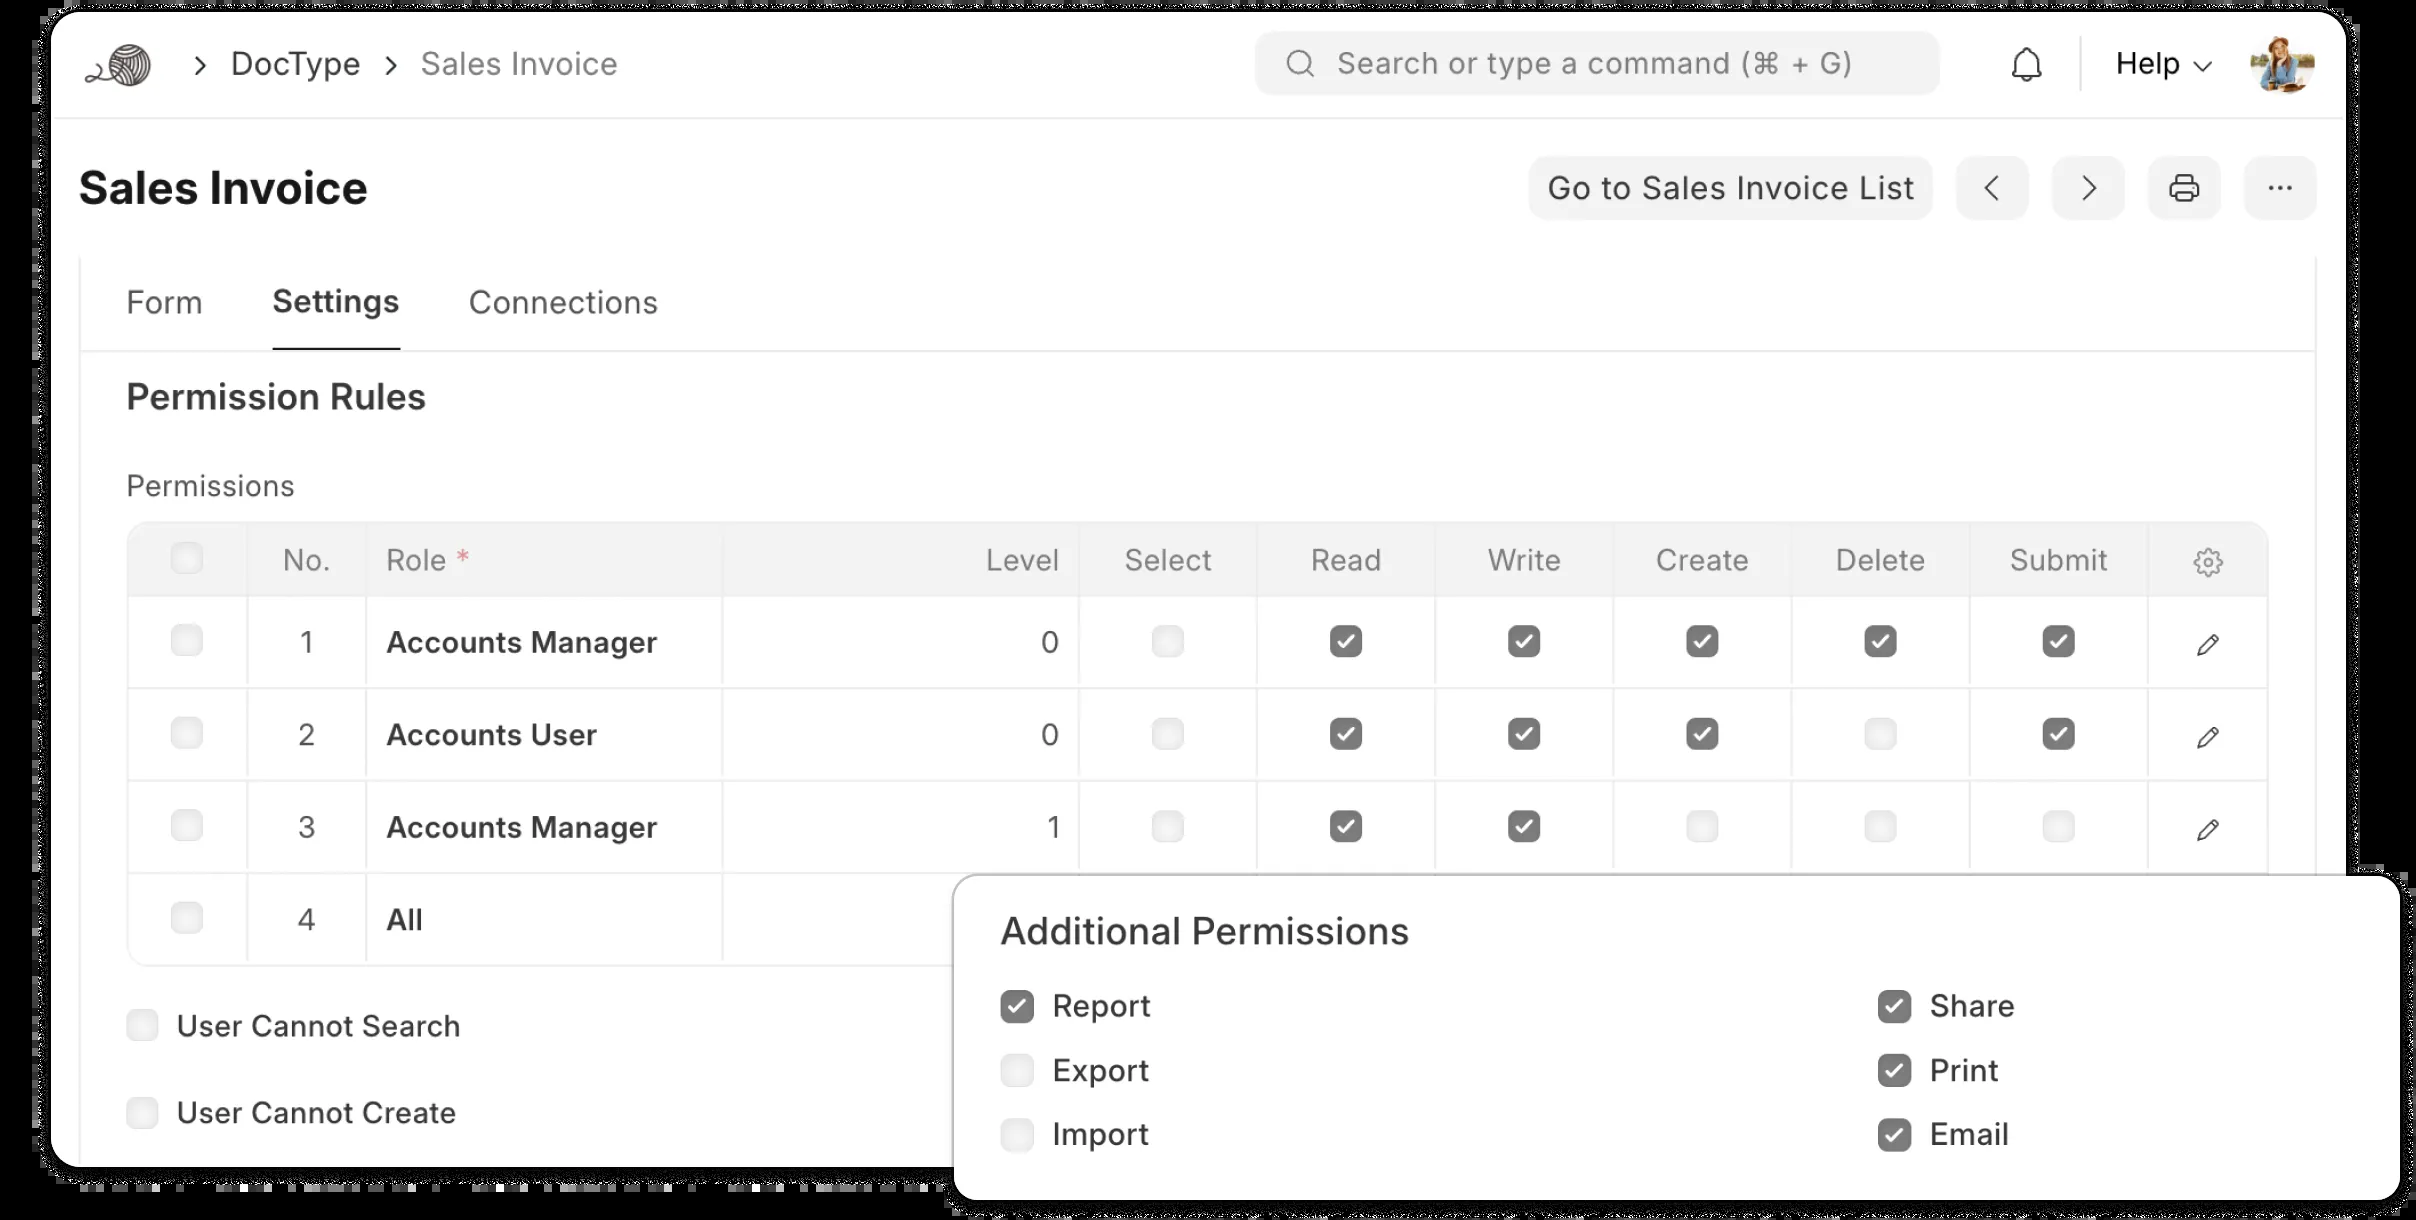 DocType Sales Invoice Search or type a command (⌘ + G) Help
Sales Invoice Go to Sales Invoice List
Form Settings Connections
Permission Rules
Permissions
No. Role * Level Select Read Write Create Delete Submit
1 Accounts Manager 0
2 Accounts User 0
3 Accounts Manager 1
4 All
User Cannot Search
User Cannot Create
Additional Permissions
Report Share
Export Print
Import Email